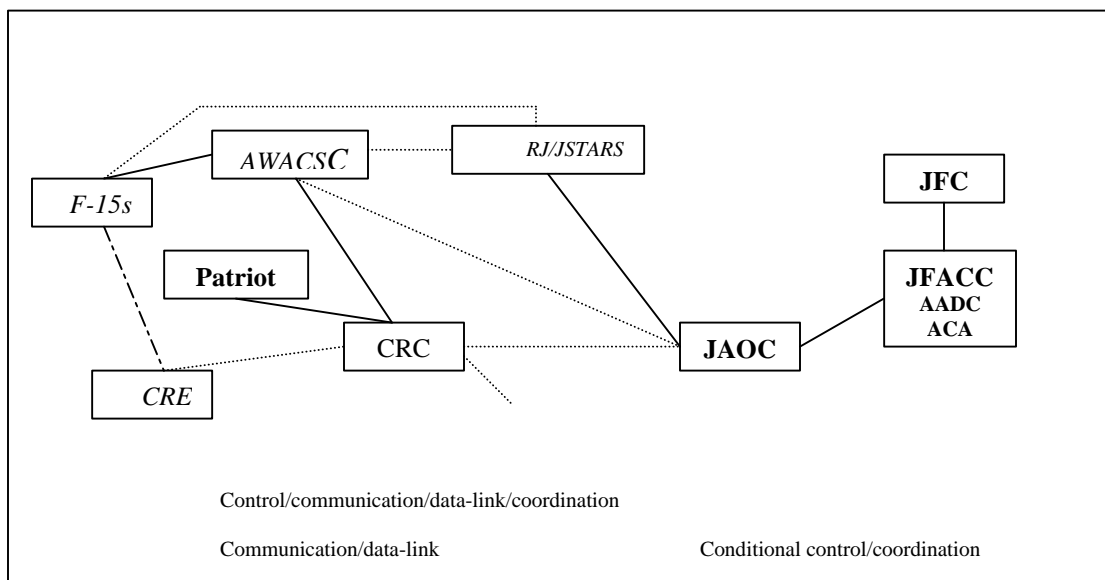 AWACSC
RJ/JSTARS
JFC
F-15s
Patriot
JFACC
AADC
ACA
CRC
JAOC
CRE
Control/communication/data-link/coordination
Communication/data-link
Conditional control/coordination